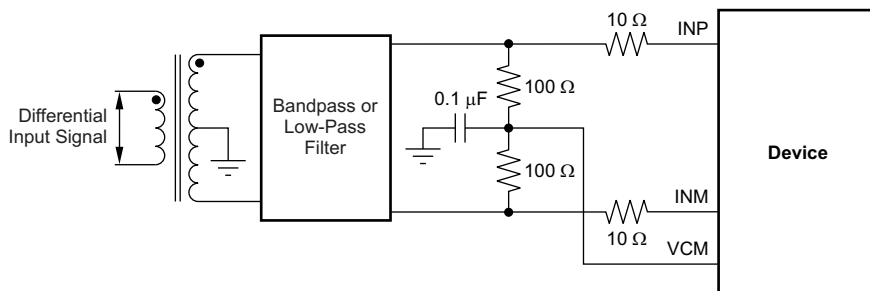 10 Ω
INP
100 Ω
0.1 μF
Differential
Input Signal
Bandpass or
Low-Pass
Filter
Device
100 Ω
INM
10 Ω
VCM